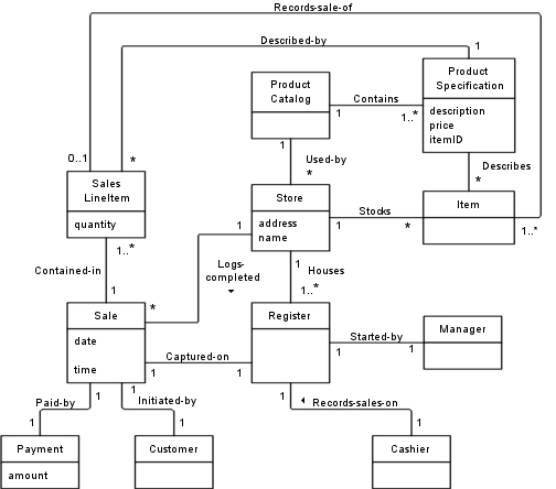 Records-sale-of
Described-by
1
Product
Catalog
Contains
1
1..*
Product
Specification
description
price
itemID
1
Used-by
*
Describes
*
0..1
*
Sales
LineItem
quantity
Store
address
name
1
Stocks
*
Item
1..*
1..*
Contained-in
1
1
Logs-
completed
*
1
Houses
1..*
Sale
date
time
Register
Manager
Started-by
1
1
Captured-on
1
1
Paid-by
1
1
1
Initiated-by
1
1
Records-sales-on
1
Payment
amount
Customer
Cashier